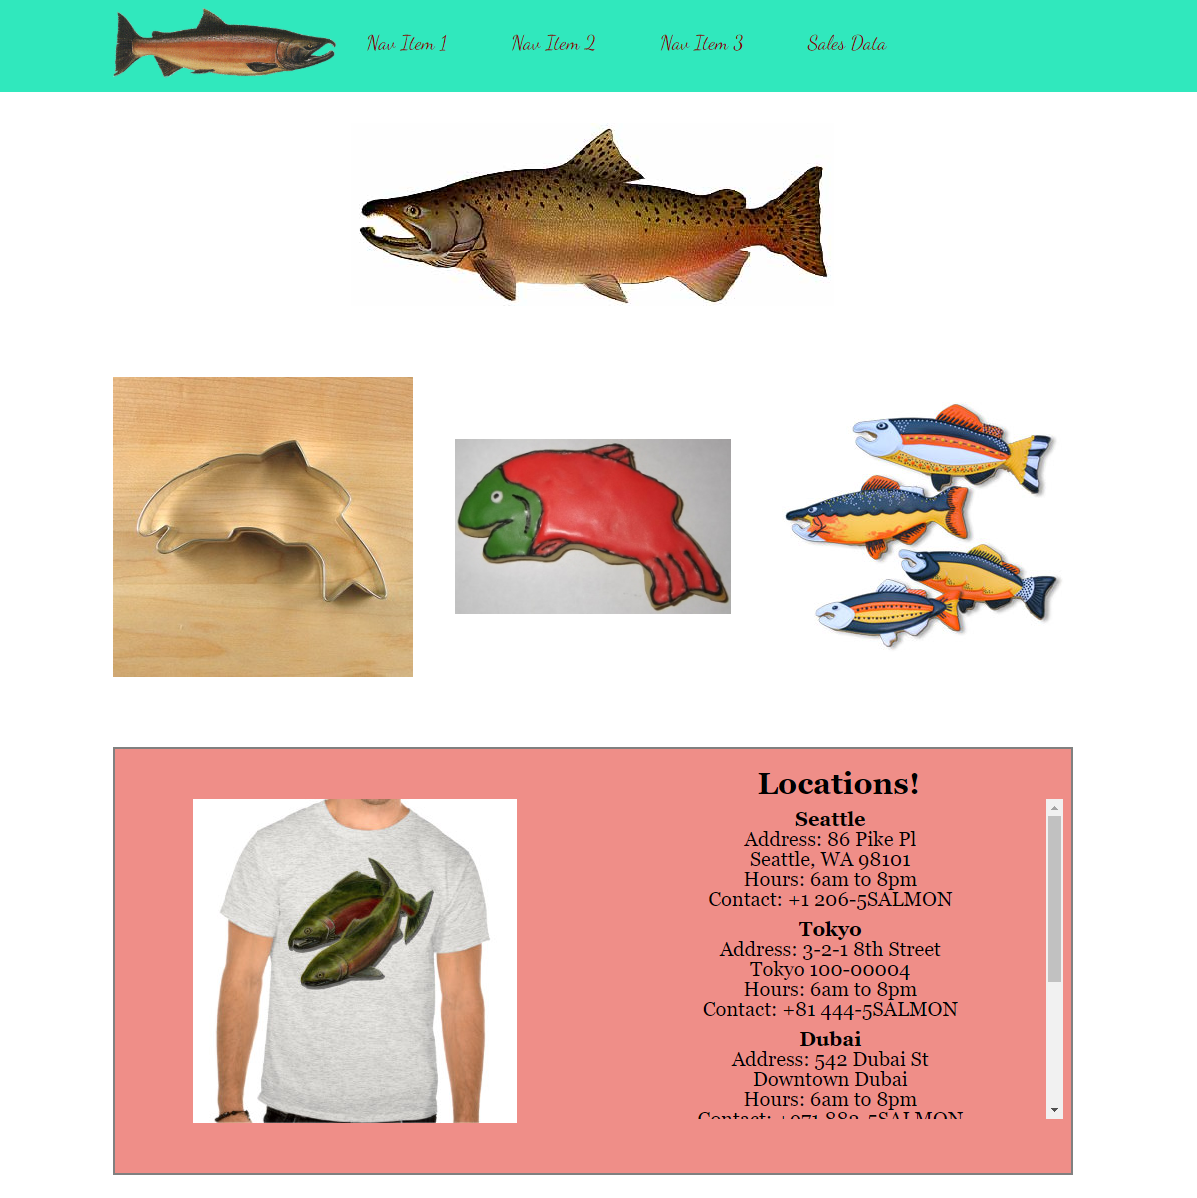 Nav Item 1
Nav Item 2
Nav Item 3
Sales Data
Locations!
Seattle
Address: 86 Pike Pl
Seattle, WA 98101
Hours: 6am to 8pm
Contact: +1 206-5SALMON
Tokyo
Address: 3-2-1 8th Street
Tokyo 100-00004
Hours: 6am to 8pm
Contact: +81 444-5SALMON
Dubai
Address: 542 Dubai St
Downtown Dubai
Hours: 6am to 8pm
Contact: